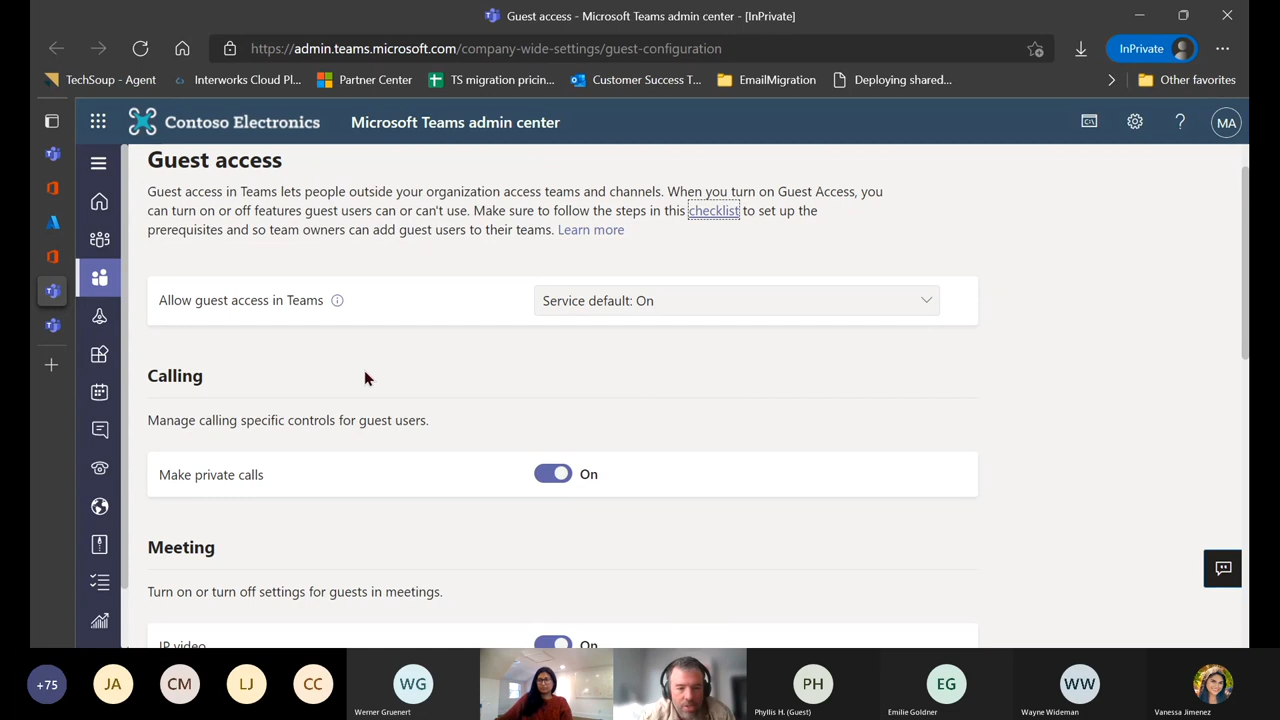 Guest access - Microsoft Teams admin center - [InPrivate]
https://admin.teams.microsoft.com/company-wide-settings/guest-configuration
InPrivate
TechSoup - Agent
Interworks Cloud Pl...
Partner Center
TS migration pricin...
Customer Success T...
EmailMigration
Deploying shared...
Other favorites
Contoso Electronics
Microsoft Teams admin center
MA
Guest access
Guest access in Teams lets people outside your organization access teams and channels. When you turn on Guest Access, you
can turn on or off features guest users can or can't use. Make sure to follow the steps in this checklist to set up the
prerequisites and so team owners can add guest users to their teams. Learn more
Allow guest access in Teams
Service default: On
Calling
Manage calling specific controls for guest users.
Make private calls
On
Meeting
Turn on or turn off settings for guests in meetings.
IP video
On
+75
JA
CM
LJ
CC
WG
Werner Gruenert
PH
Phyllis H. (Guest)
EG
Emilie Goldner
WW
Wayne Wideman
Vanessa Jimenez